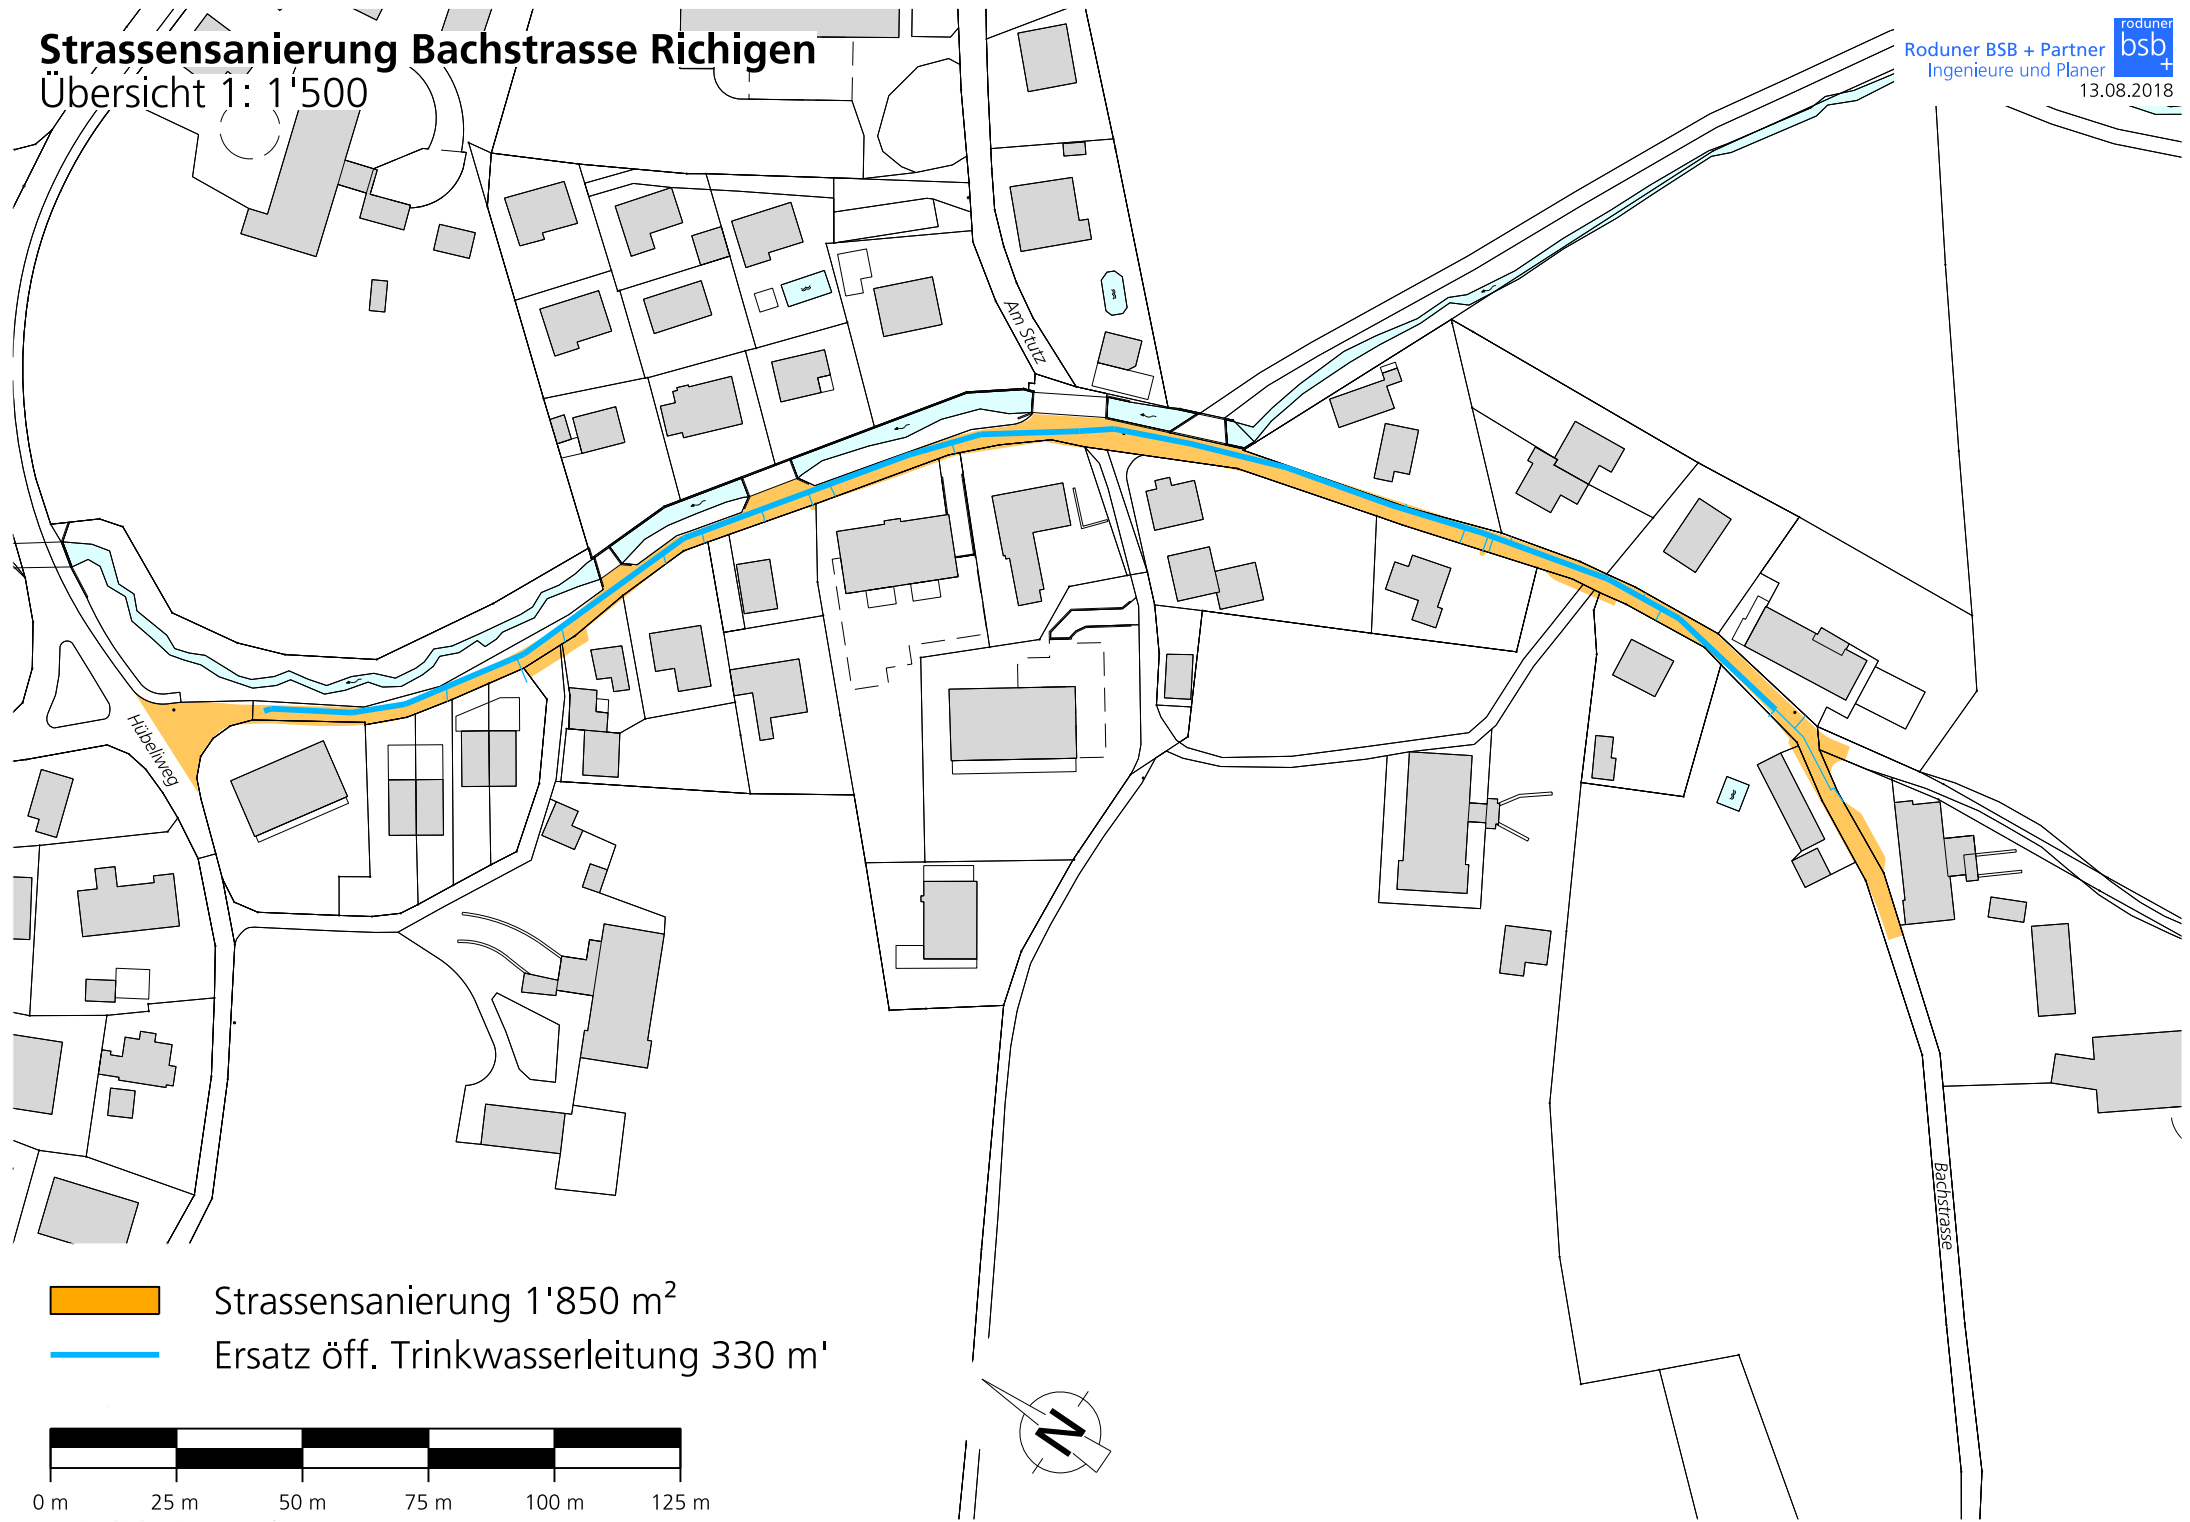 Strassensanierung Bachstrasse Richigen
Übersicht 1: 1'500
roduner
bsb
+
Roduner BSB + Partner
Ingenieure und Planer
13.08.2018
Am Stutz
Hübeliweg
Bachstrasse
Strassensanierung 1'850 m²
Ersatz öff. Trinkwasserleitung 330 m'
0 m 25 m 50 m 75 m 100 m 125 m
N